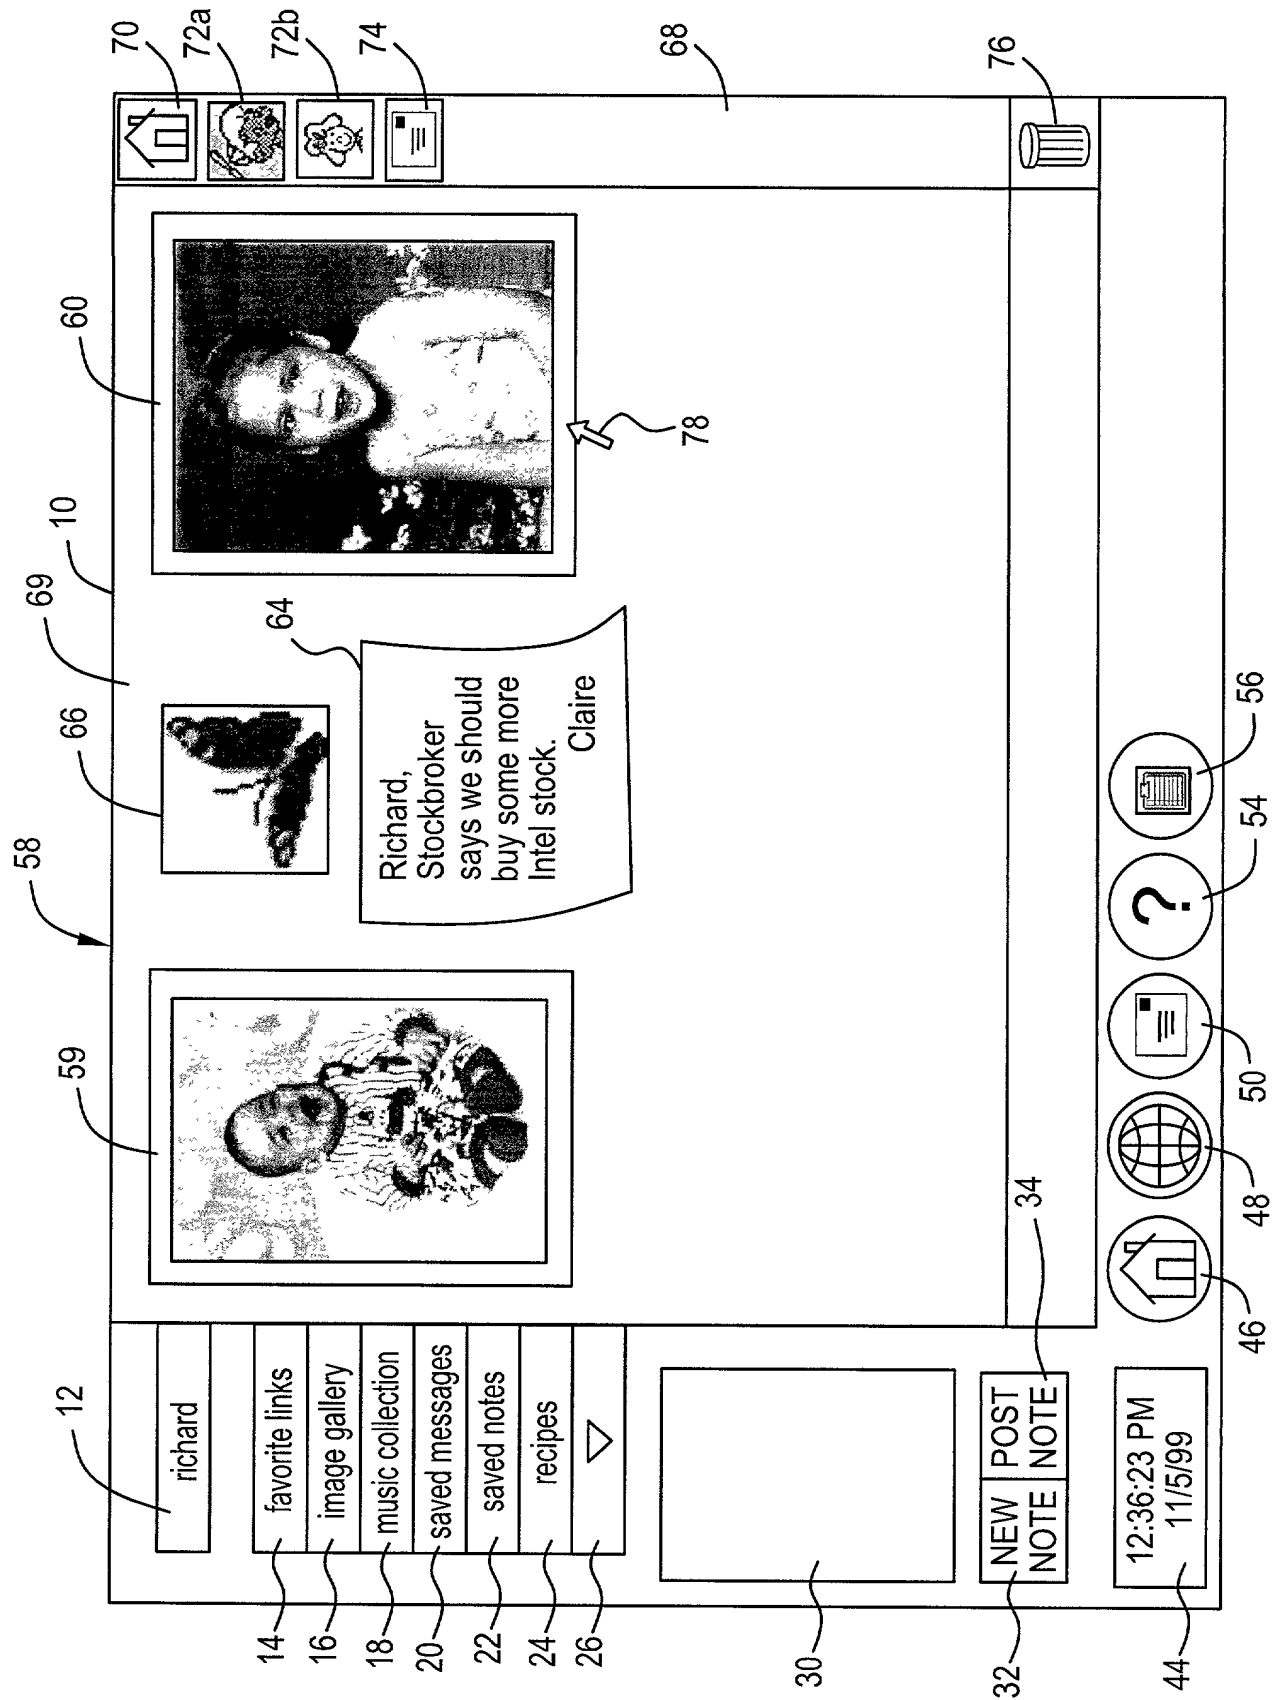 58
69
10
12
59
66
60
70
72a
72b
74
64
richard
14
favorite links
16
image gallery
18
music collection
20
saved messages
22
saved notes
24
recipes
26
Richard,
Stockbroker
says we should
buy some more
Intel stock.
Claire
78
68
30
32
NEW
NOTE
POST
NOTE
34
76
44
12:36:23 PM
11/5/99
46
48
50
?
54
56